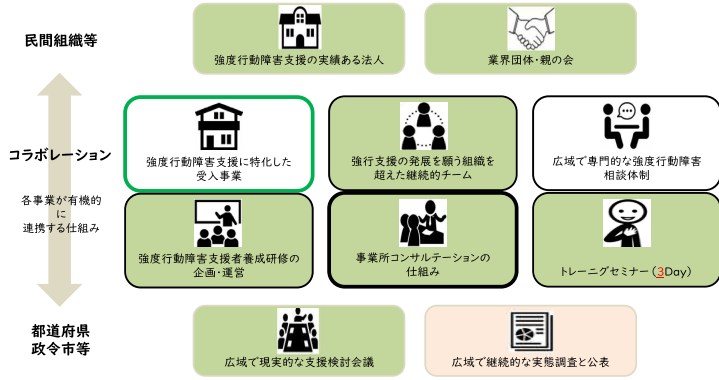 民間組織等
強度行動障害支援の実績ある法人
業界団体・親の会
コラボレーション
各事業が有機的
に
連携する仕組み
強度行動障害支援に特化した
受入事業
強行支援の発展を願う組織を
超えた継続的チーム
広域で専門的な強度行動障害
相談体制
強度行動障害支援者養成研修の
企画・運営
事業所コンサルテーションの
仕組み
トレーニグセミナー(3Day)
都道府県
政令市等
広域で現実的な支援検討会議
広域で継続的な実態調査と公表